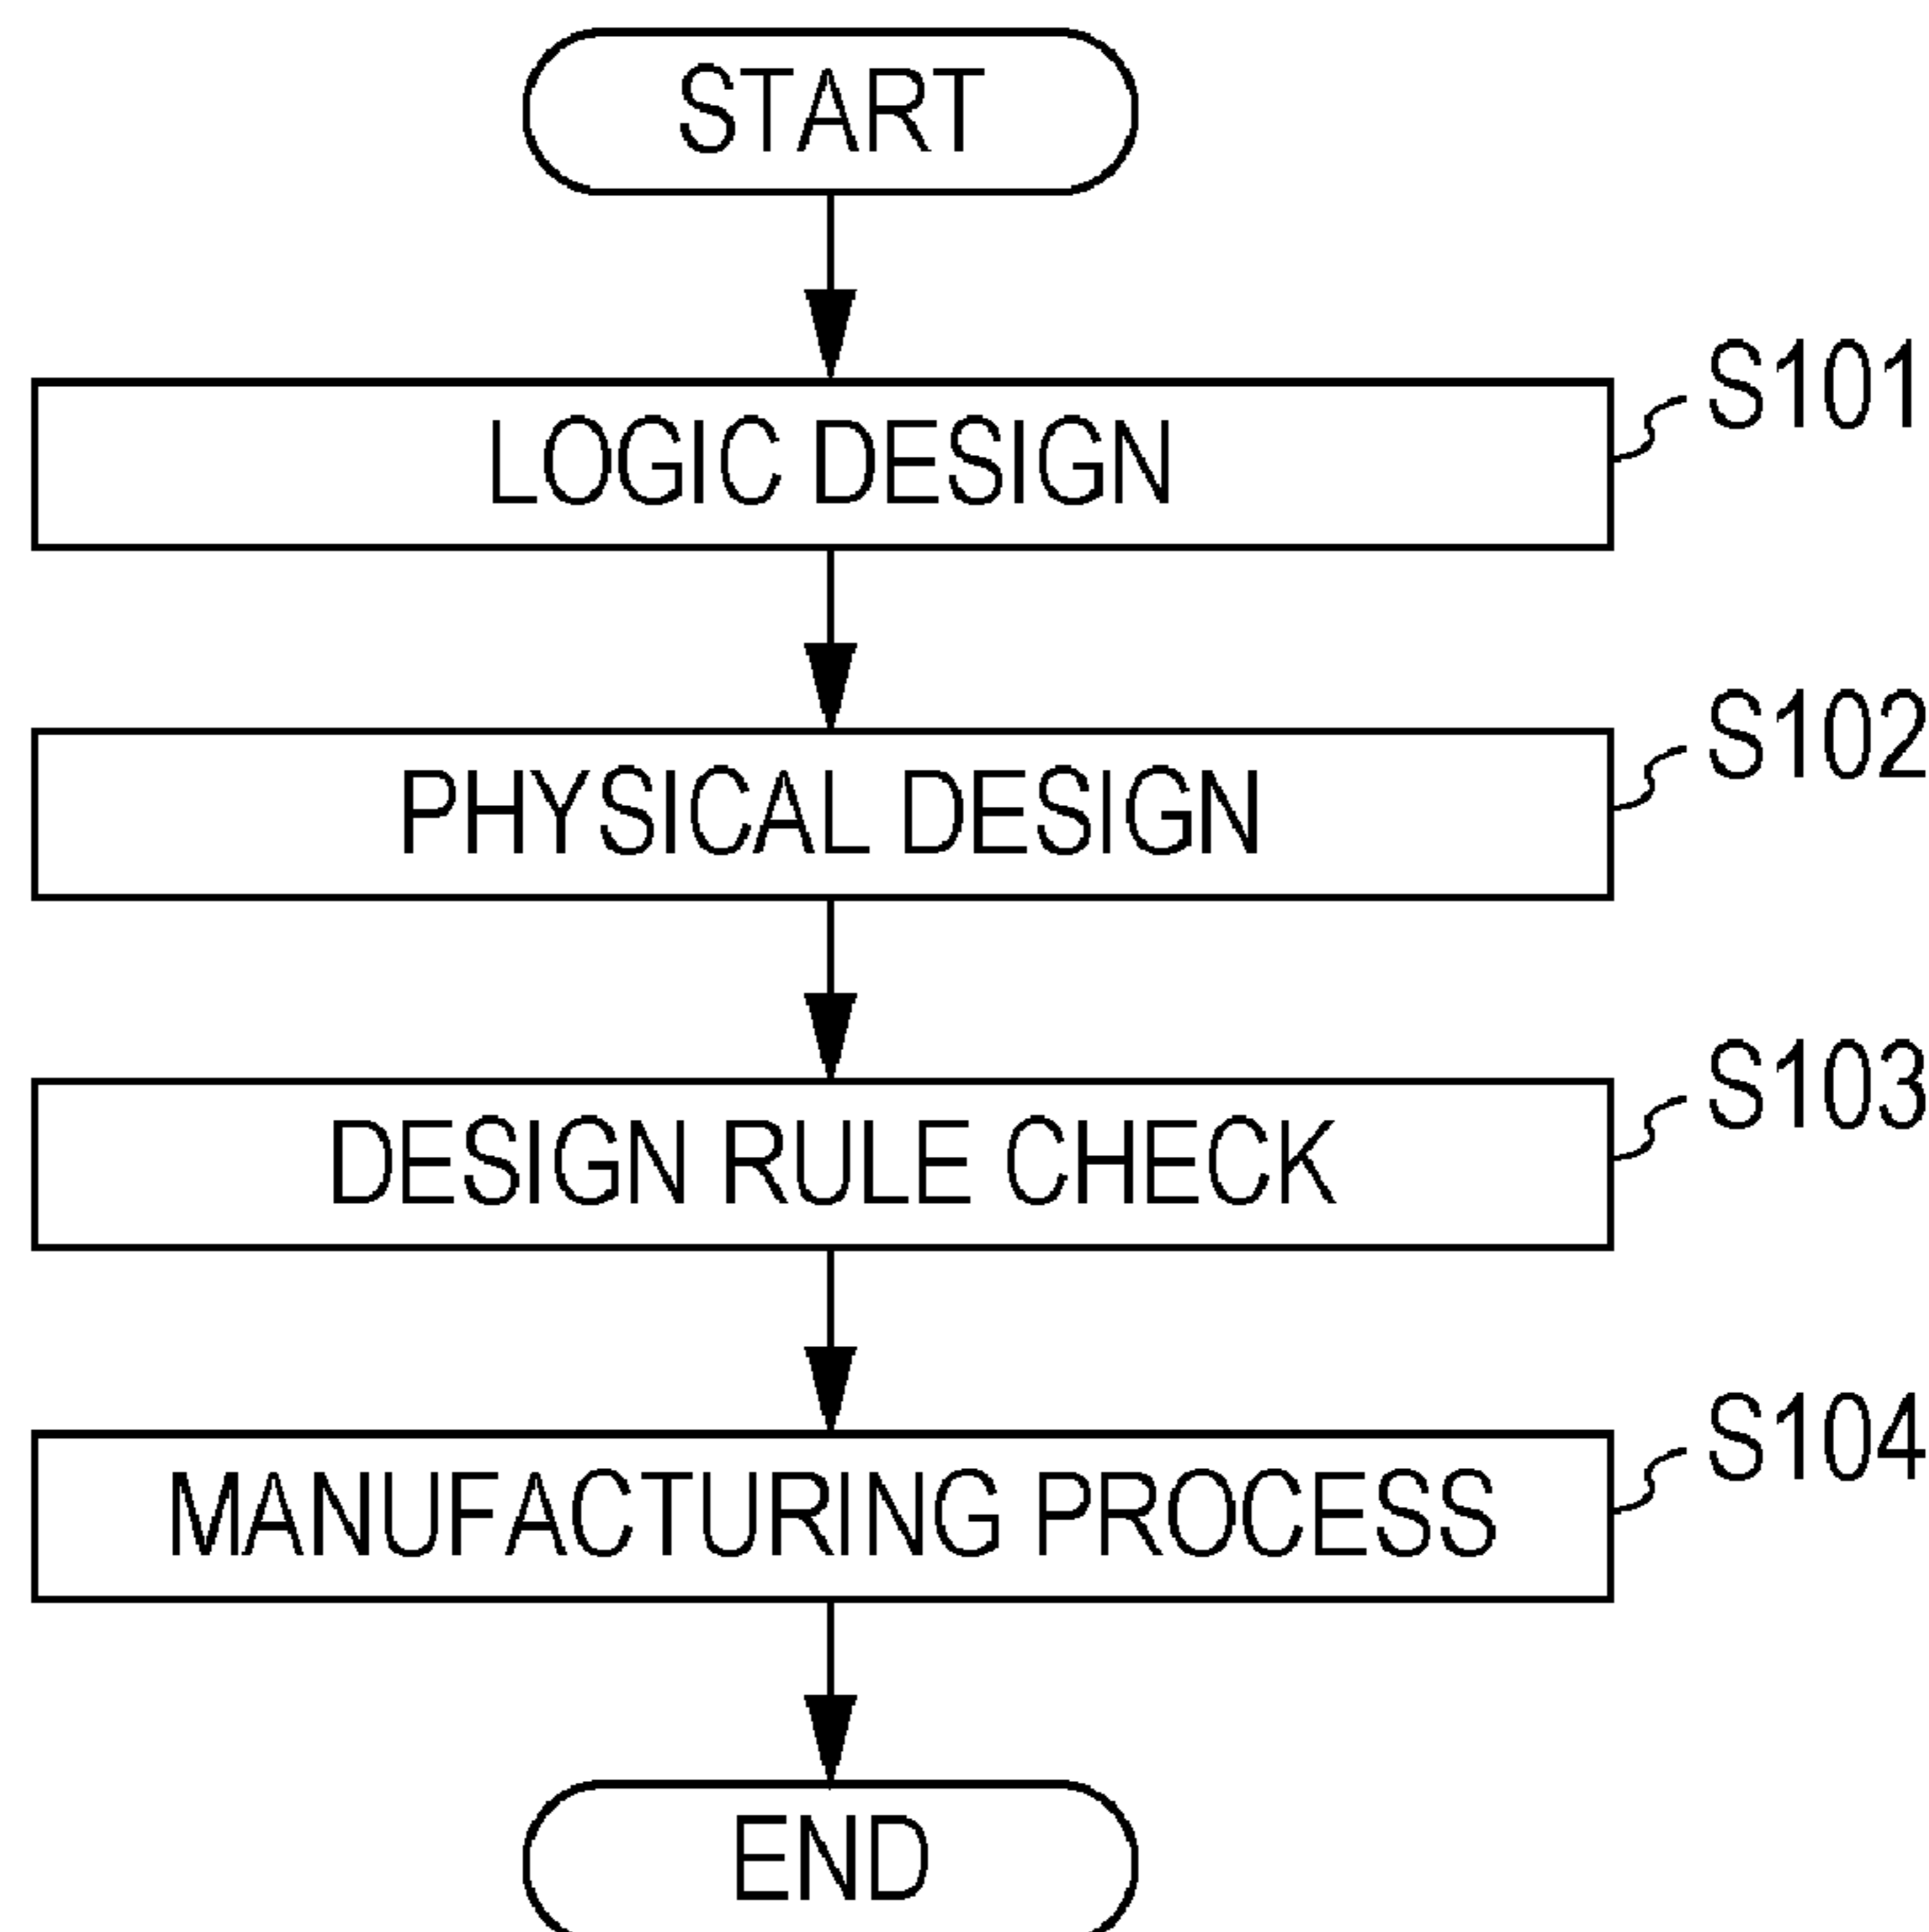 START
LOGIC DESIGN
S101
PHYSICAL DESIGN
S102
DESIGN RULE CHECK
S103
MANUFACTURING PROCESS
S104
END